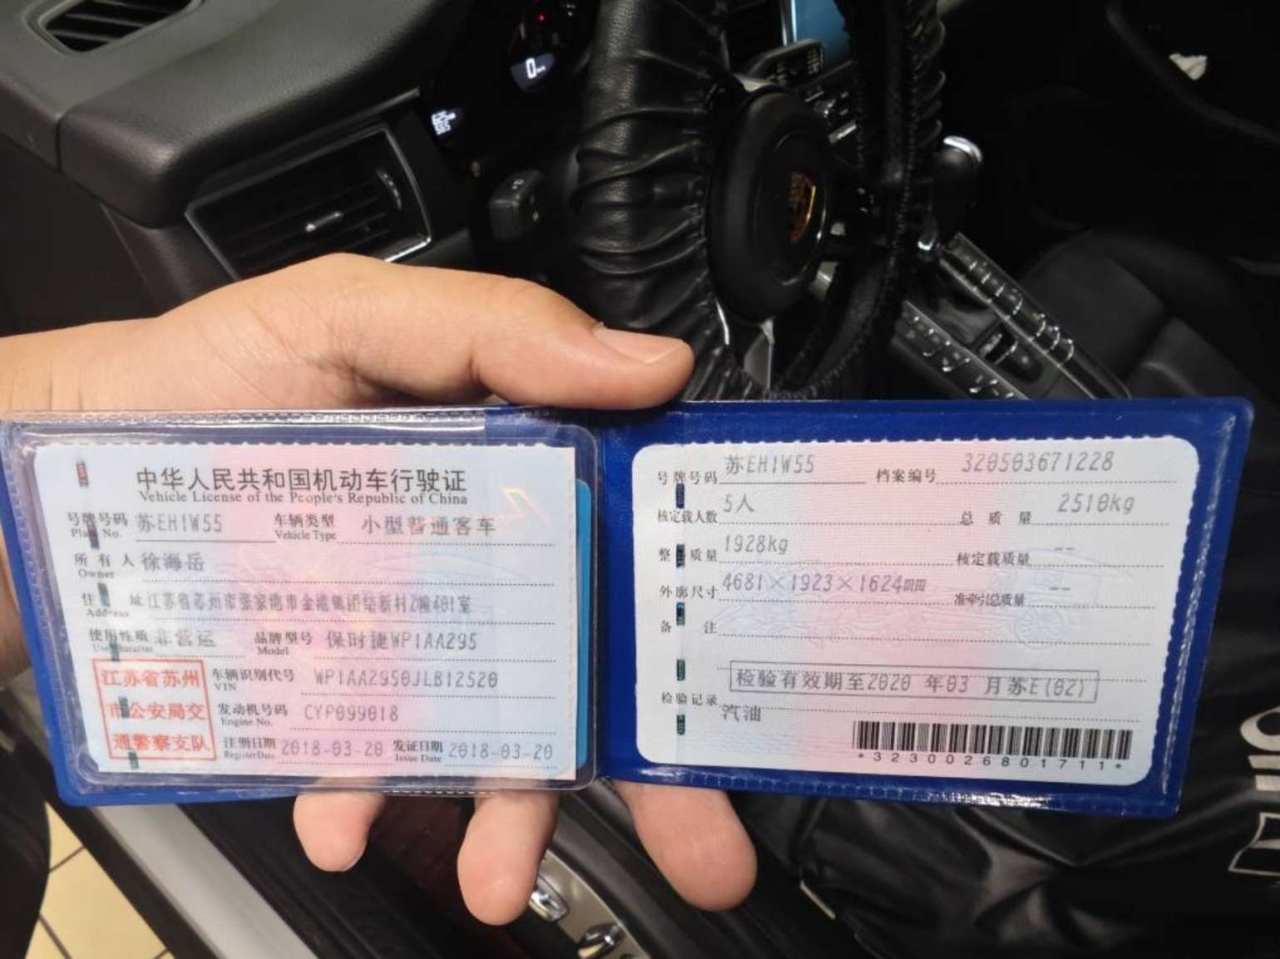 中华人民共和国机动车行驶证
Vehicle License of the People's Republic of China
号牌号码 苏EH1W55 车辆类型 小型普通客车
Plate No. Vehicle Type
所有人 徐海岳
Owner
住址 江苏省苏州市张家港市金港镇团结新村2幢401室
Address
使用性质 非营运 品牌型号 保时捷WP1AA295
Use Character Model
江苏省苏州
市公安局交
通警察支队
车辆识别代号 WP1AA2950JLB12520
VIN
发动机号码 CYP099018
Engine No.
注册日期 2018-03-20 发证日期 2018-03-20
Register Date Issue Date
号牌号码 苏EH1W55 档案编号 320503671228
核定载人数 5人 总质量 2510kg
整备质量 1928kg 核定载质量 --
外廓尺寸 4681×1923×1624mm 准牵引总质量 --
备注
检验记录 检验有效期至2020年03月苏E(02)
汽油
*3230026801711*
0